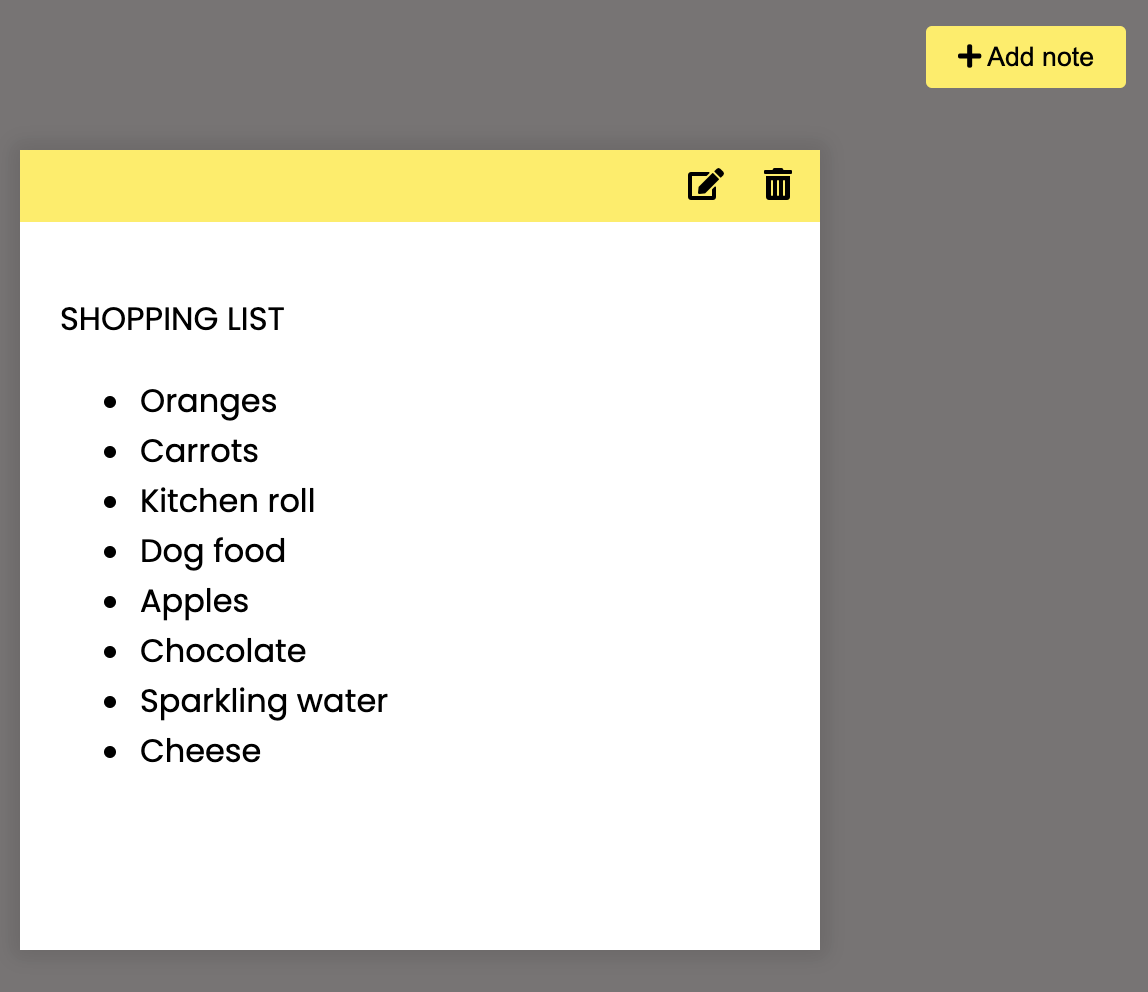 Add note
SHOPPING LIST
Oranges
Carrots
Kitchen roll
Dog food
Apples
Chocolate
Sparkling water
Cheese